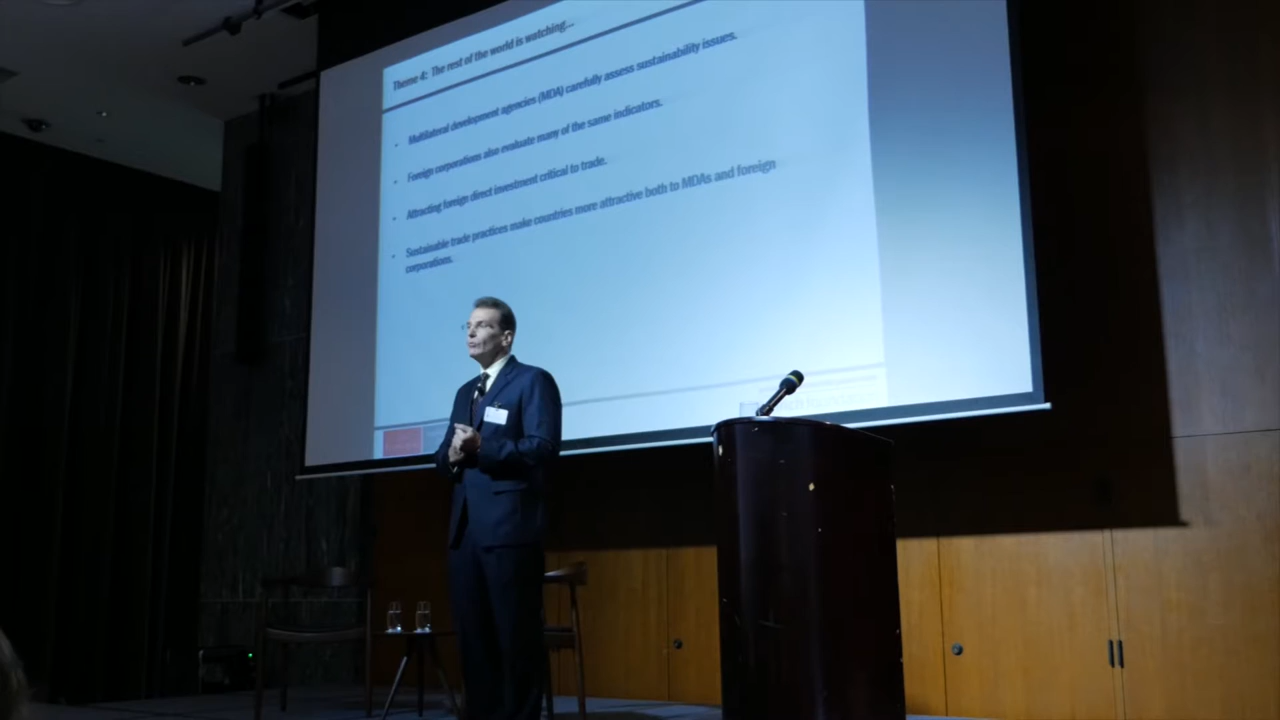 Theme 4: The rest of the world is watching...
Multilateral development agencies (MDA) carefully assess sustainability issues.
Foreign corporations also evaluate many of the same indicators.
Attracting foreign direct investment critical to trade.
Sustainable trade practices make countries more attractive both to MDAs and foreign
corporations.